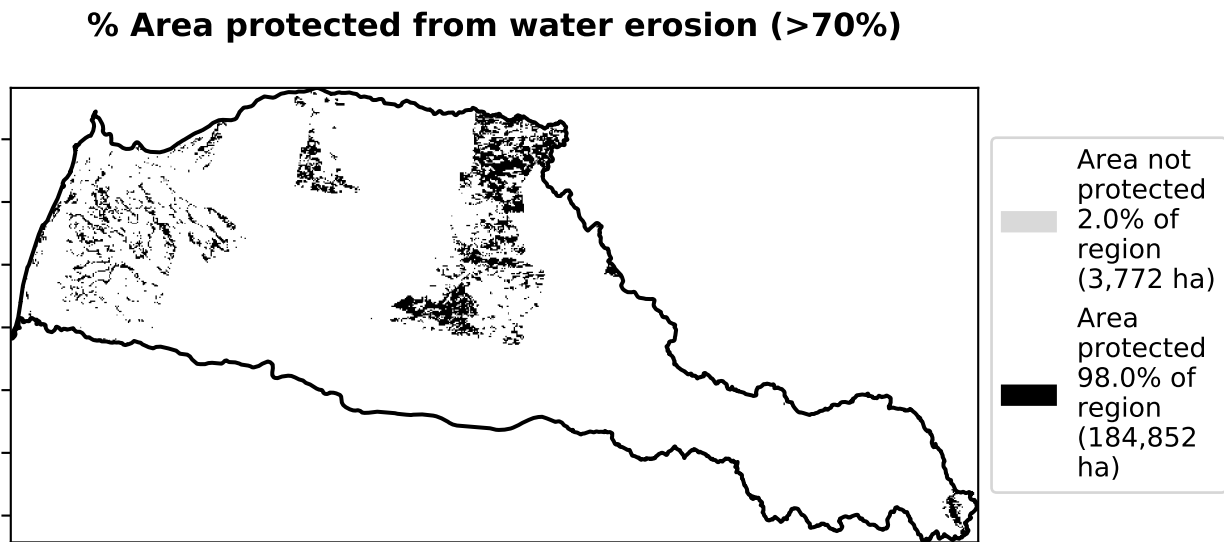 % Area protected from water erosion (>70%)
Area not
protected
2.0% of
region
(3,772 ha)
Area
protected
98.0% of
region
(184,852
ha)